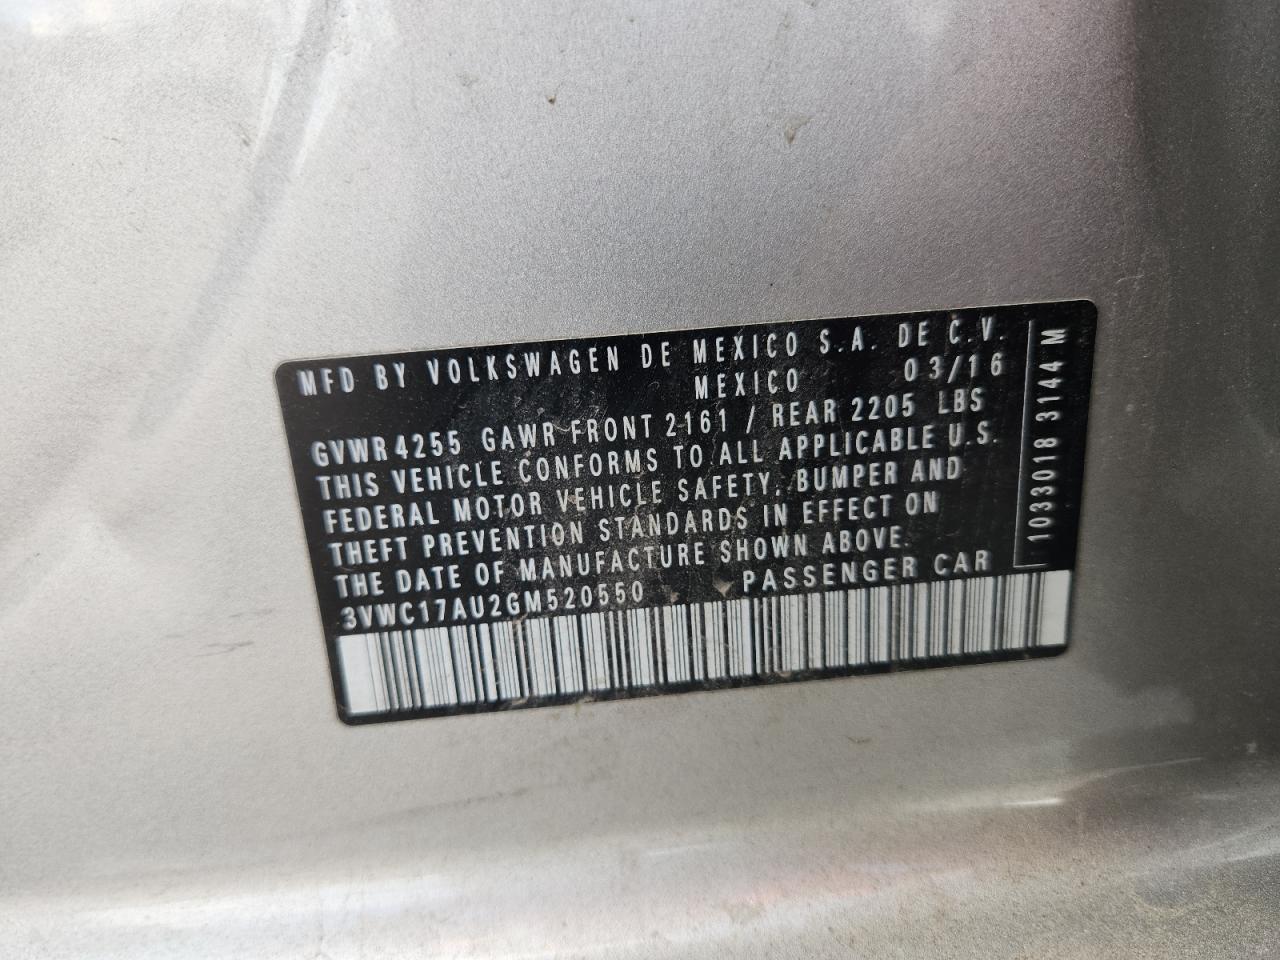 MFD BY VOLKSWAGEN DE MEXICO S.A. DE C.V.
MEXICO 03/16
GVWR 4255 GAWR FRONT 2161 / REAR 2205 LBS
THIS VEHICLE CONFORMS TO ALL APPLICABLE U.S.
FEDERAL MOTOR VEHICLE SAFETY, BUMPER AND
THEFT PREVENTION STANDARDS IN EFFECT ON
THE DATE OF MANUFACTURE SHOWN ABOVE.
3VWC17AU2GM520550 PASSENGER CAR
1033018 3144 M